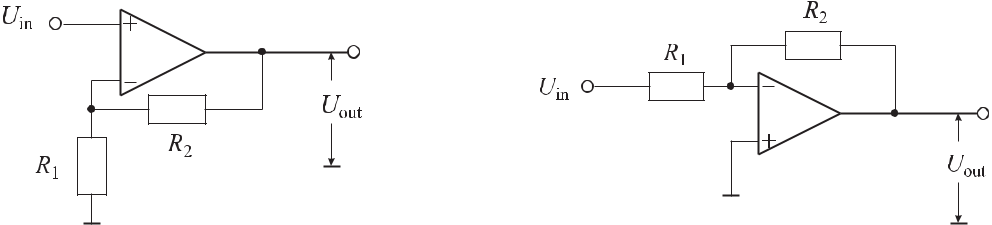 U_in
+
−
U_out
R_2
R_1
R_2
R_1
U_in
−
+
U_out